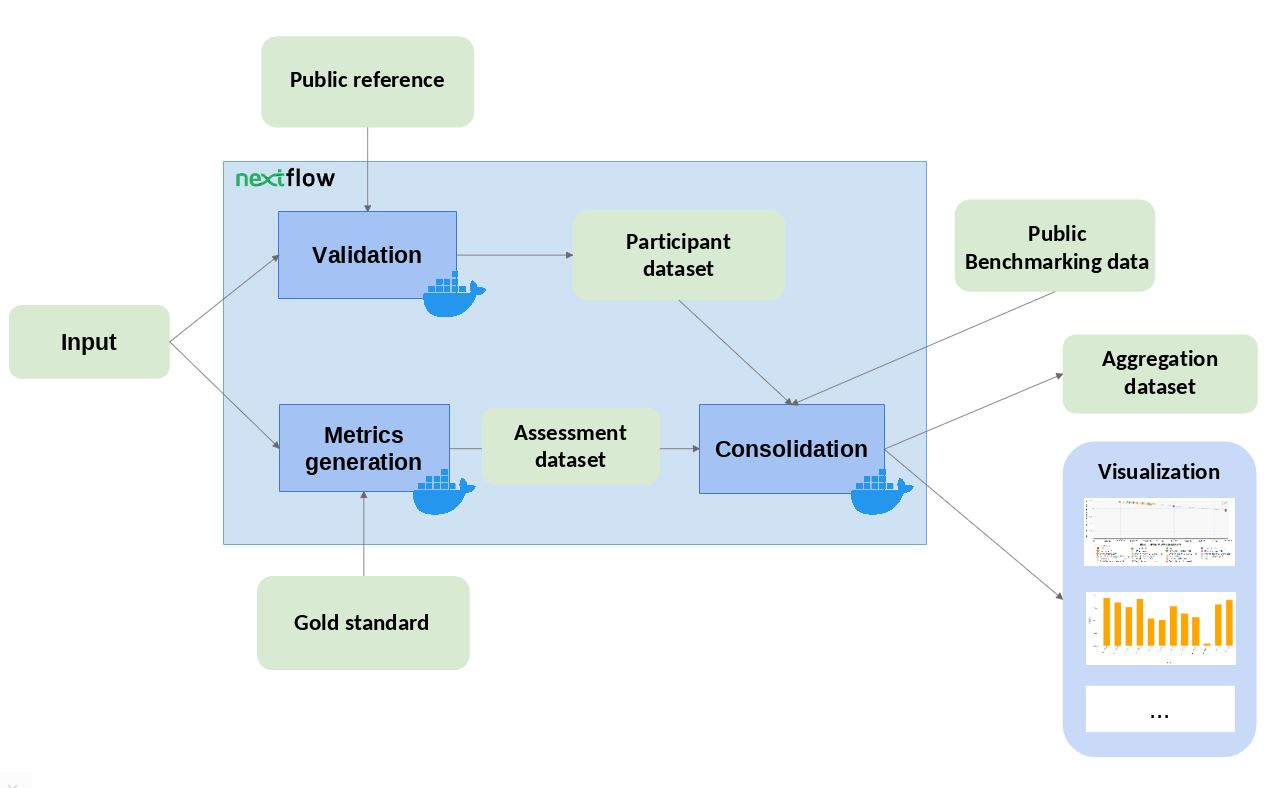 Public reference
nextflow
Validation
Participant
dataset
Public
Benchmarking data
Input
Aggregation
dataset
Metrics
generation
Assessment
dataset
Consolidation
Visualization
Gold standard
...